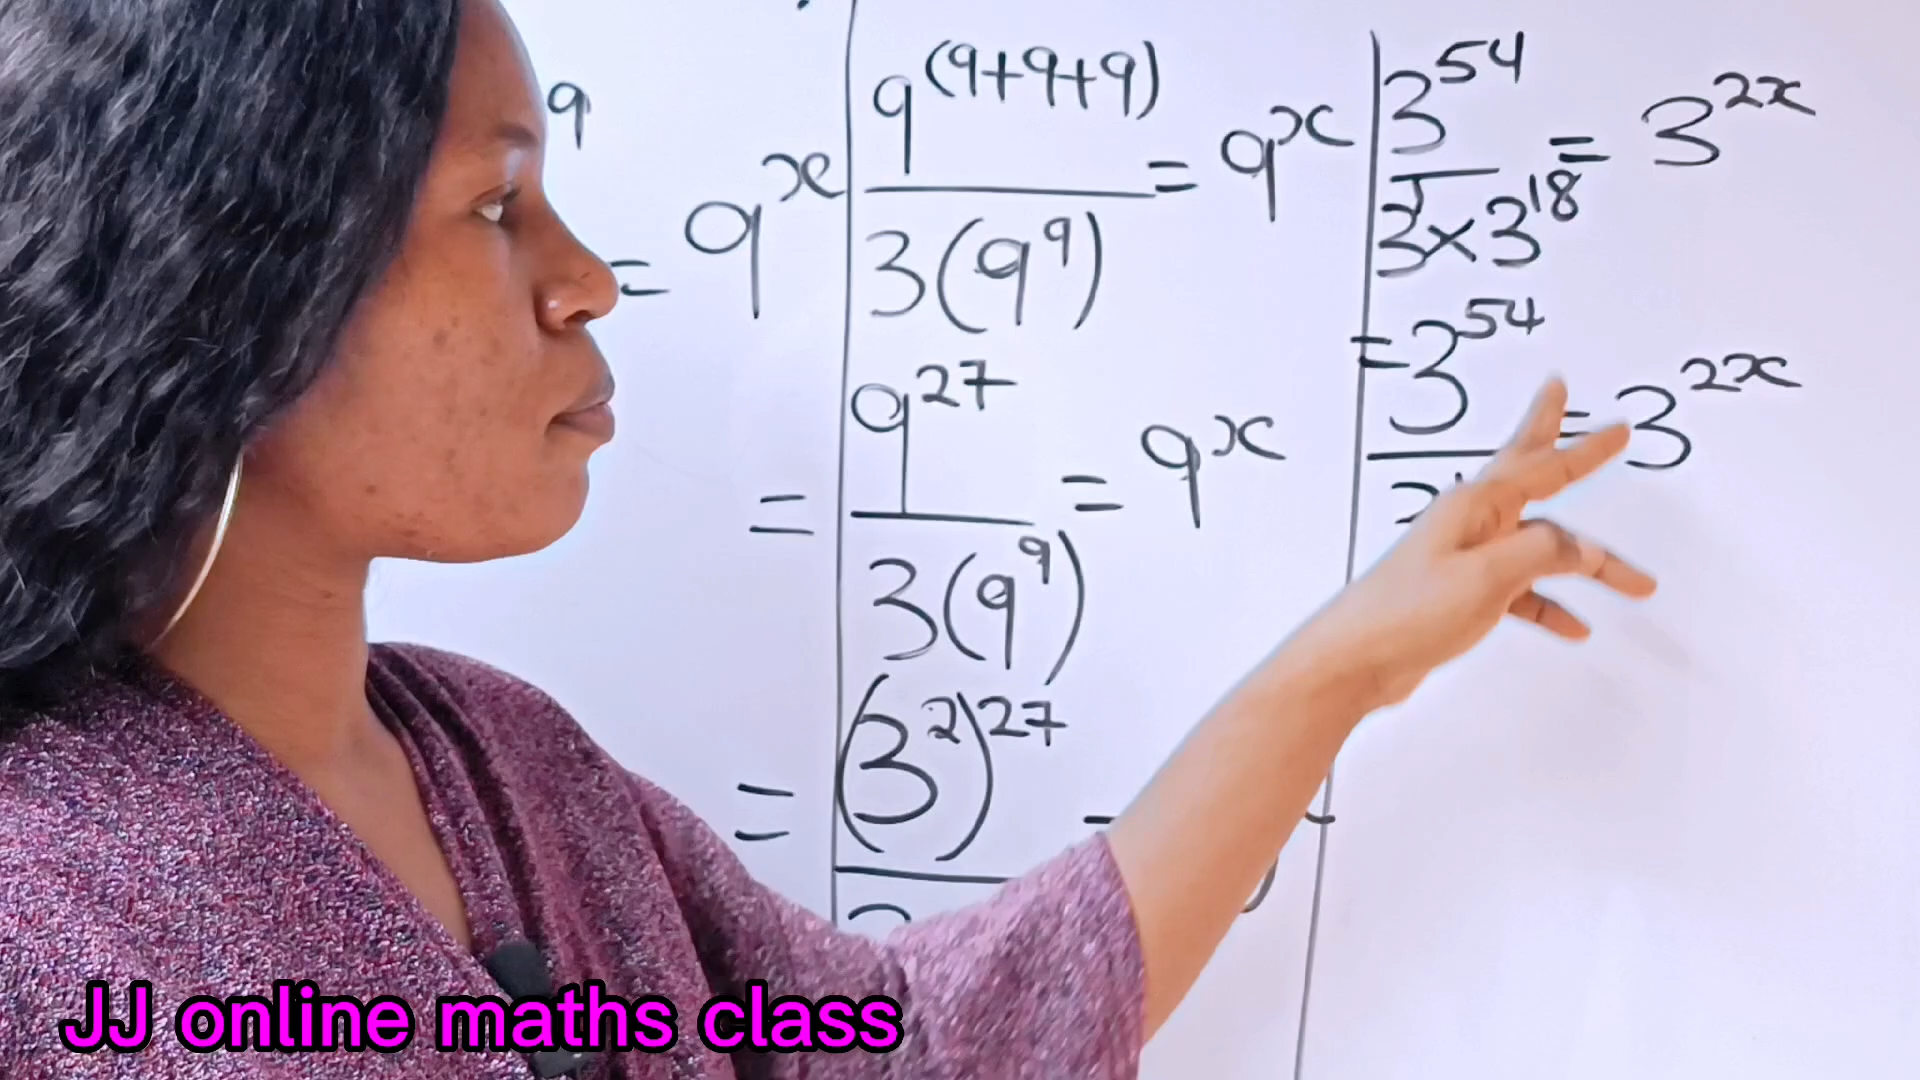 9
= 9^x
9^(9+9+9) / 3(9^9) = 9^x
= 9^27 / 3(9^9) = 9^x
= (3^2)^27
3^54 / 3^1 × 3^18 = 3^2x
= 3^54 = 3^2x
JJ online maths class